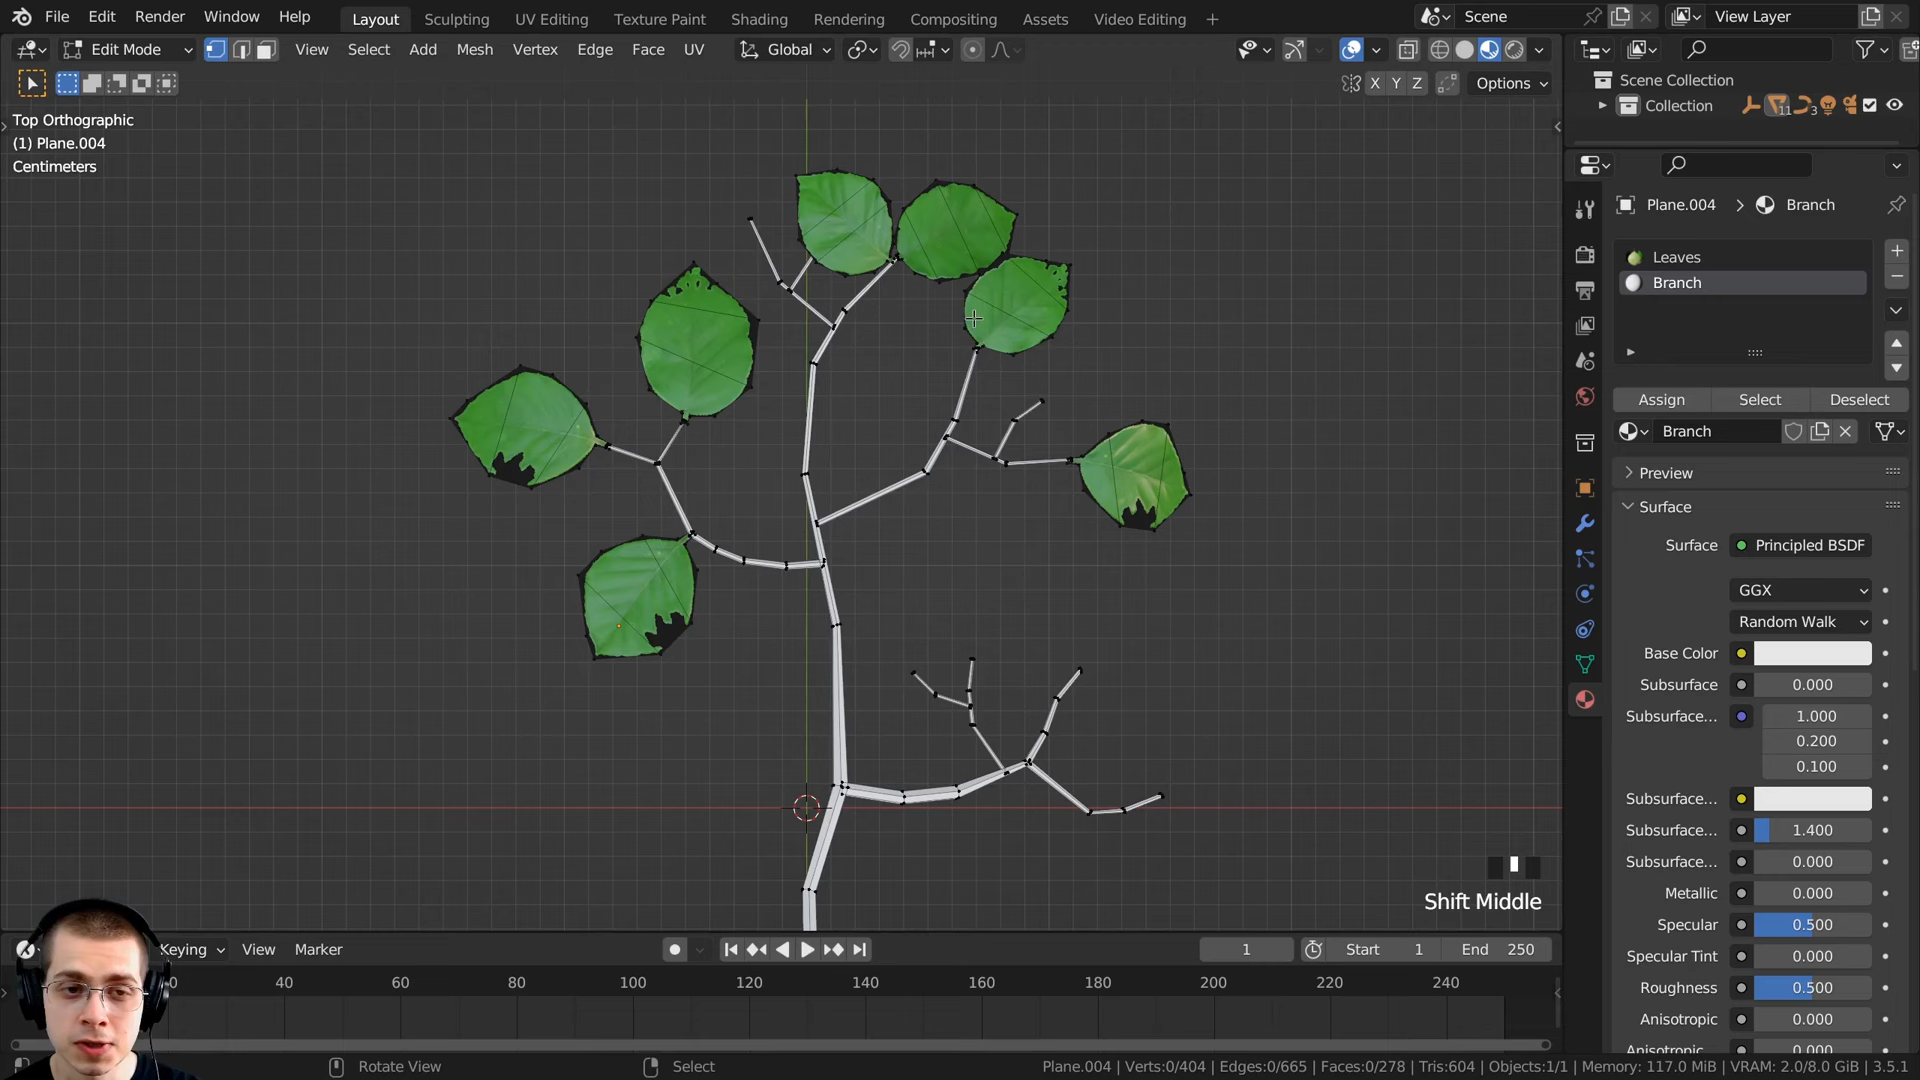 File Edit Render Window Help Layout Sculpting UV Editing Texture Paint Shading Rendering Compositing Assets Video Editing + Scene View Layer
Edit Mode View Select Add Mesh Vertex Edge Face UV Global
X Y Z Options
Scene Collection
Collection 11 3
Top Orthographic
(1) Plane.004
Centimeters
Plane.004 > Branch
Leaves
Branch
Assign Select Deselect
Branch
Preview
Surface
Surface Principled BSDF
GGX
Random Walk
Base Color
Subsurface 0.000
Subsurface... 1.000
0.200
0.100
Subsurface...
Subsurface... 1.400
Subsurface... 0.000
Metallic 0.000
Specular 0.500
Specular Tint 0.000
Roughness 0.500
Anisotropic 0.000
Anisotropic 0.000
Shift Middle
Keying View Marker 1 Start 1 End 250
40 60 80 100 120 140 160 180 200 220 240
Rotate View Select Plane.004 | Verts:0/404 | Edges:0/665 | Faces:0/278 | Tris:604 | Objects:1/1 | Memory: 117.0 MiB | VRAM: 2.0/8.0 GiB | 3.5.1